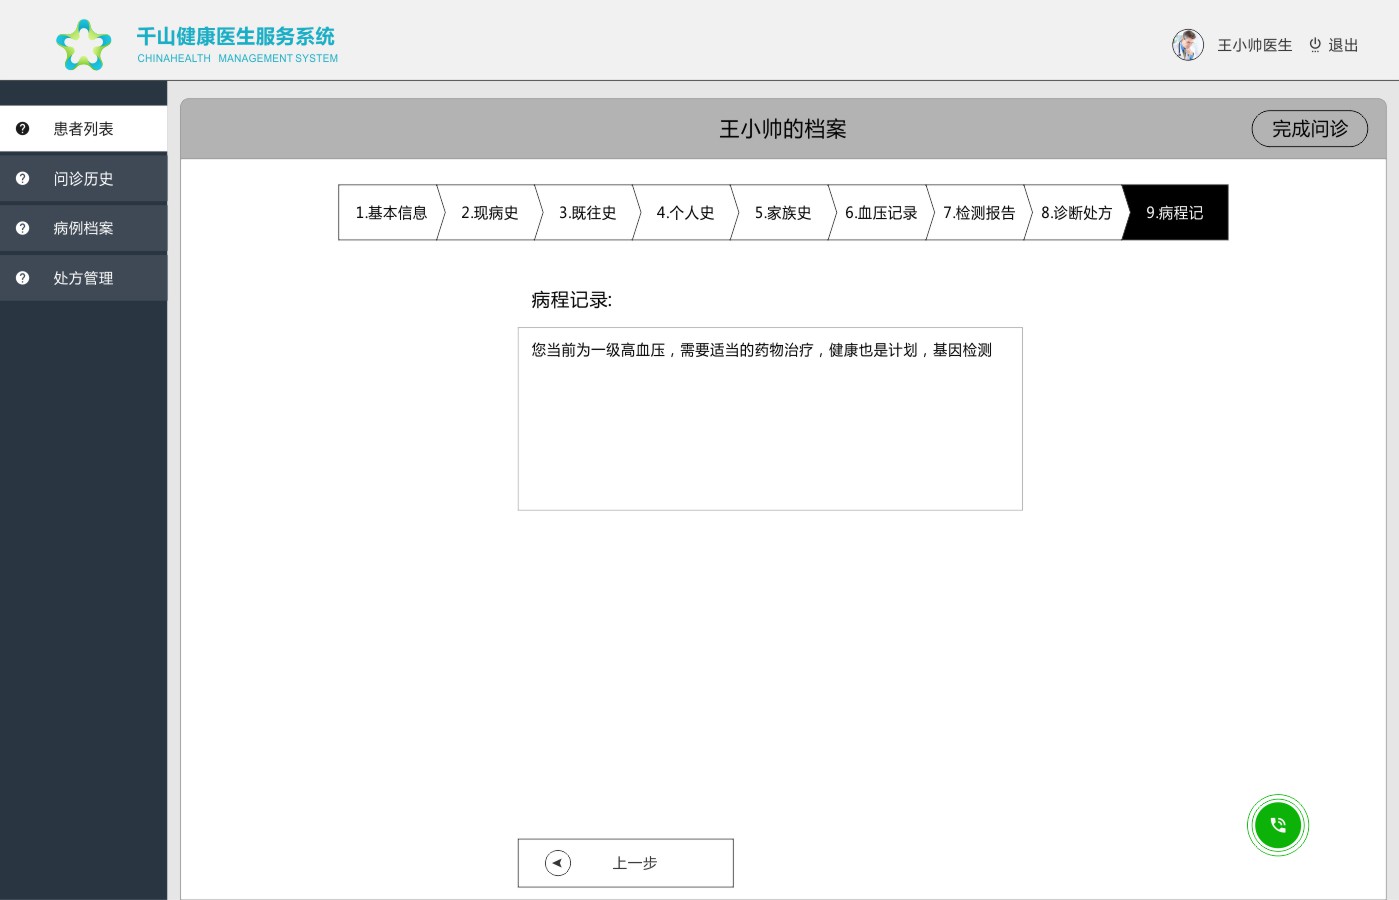 千山健康医生服务系统
CHINAHEALTH MANAGEMENT SYSTEM
王小帅医生 退出
患者列表
问诊历史
病例档案
处方管理
王小帅的档案
完成问诊
1.基本信息 2.现病史 3.既往史 4.个人史 5.家族史 6.血压记录 7.检测报告 8.诊断处方 9.病程记
病程记录:
您当前为一级高血压，需要适当的药物治疗，健康也是计划，基因检测
上一步